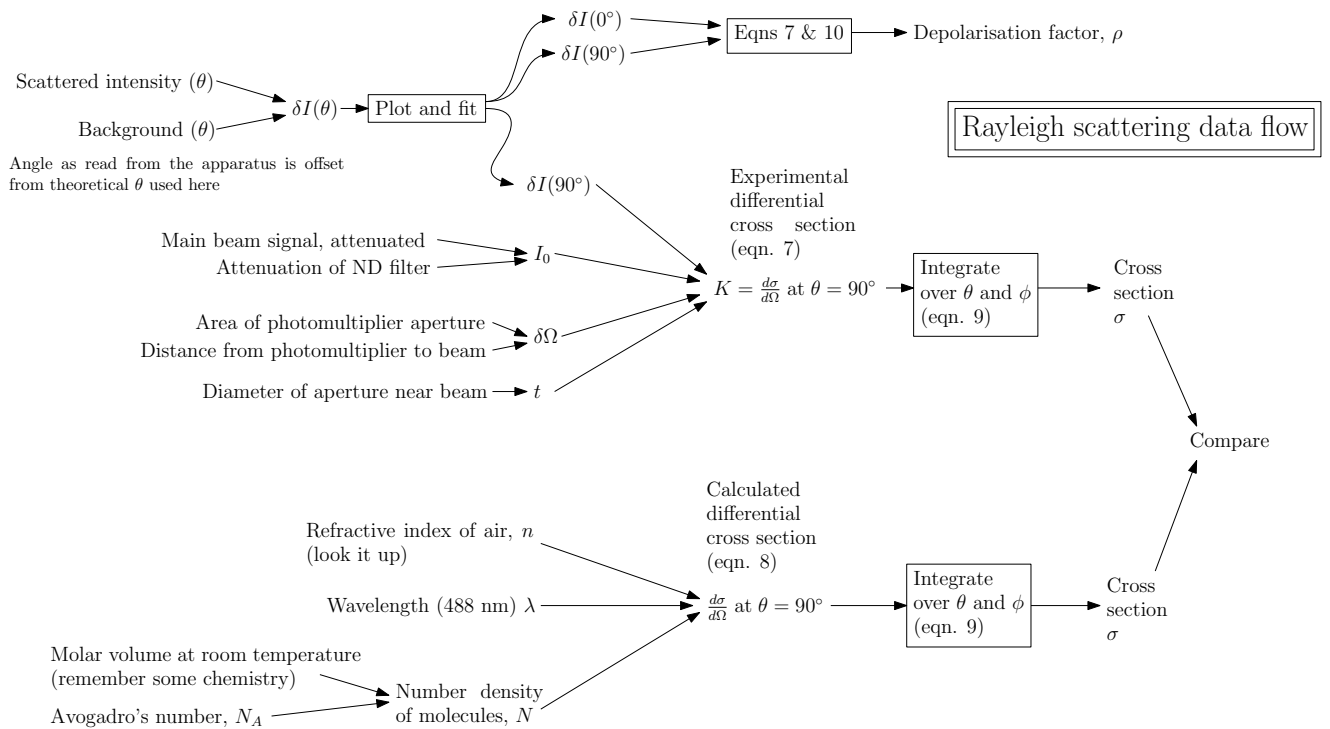 δI(0°)
δI(90°)
Eqns 7 & 10
Depolarisation factor, ρ
Scattered intensity (θ)
Background (θ)
δI(θ)
Plot and fit
Rayleigh scattering data flow
Angle as read from the apparatus is offset
from theoretical θ used here
δI(90°)
Experimental
differential
cross section
(eqn. 7)
Main beam signal, attenuated
Attenuation of ND filter
I₀
Area of photomultiplier aperture
Distance from photomultiplier to beam
δΩ
Diameter of aperture near beam
t
K = dσ/dΩ at θ = 90°
Integrate
over θ and ϕ
(eqn. 9)
Cross
section
σ
Compare
Calculated
differential
cross section
(eqn. 8)
Refractive index of air, n
(look it up)
Wavelength (488 nm) λ
Molar volume at room temperature
(remember some chemistry)
Avogadro's number, N_A
Number density
of molecules, N
dσ/dΩ at θ = 90°
Integrate
over θ and ϕ
(eqn. 9)
Cross
section
σ